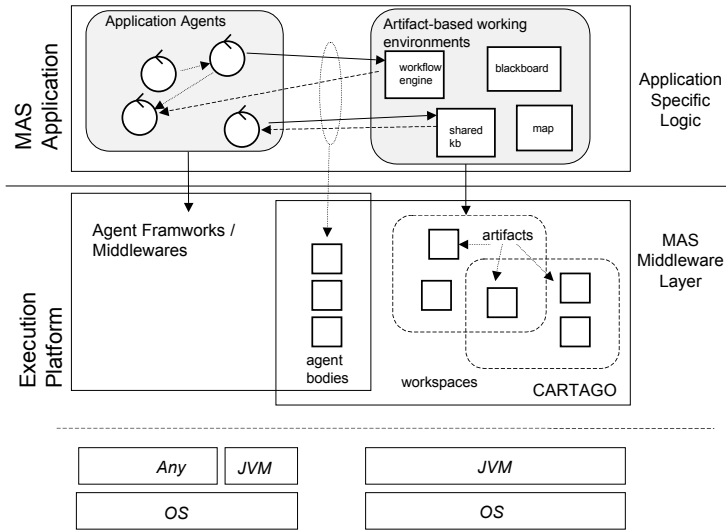 Application Agents
Artifact-based working
environments
workflow
engine
blackboard
shared
kb
map
MAS
Application
Application
Specific
Logic
Agent Framworks /
Middlewares
artifacts
MAS
Middleware
Layer
agent
bodies
workspaces
CARTAGO
Execution
Platform
Any
JVM
JVM
OS
OS